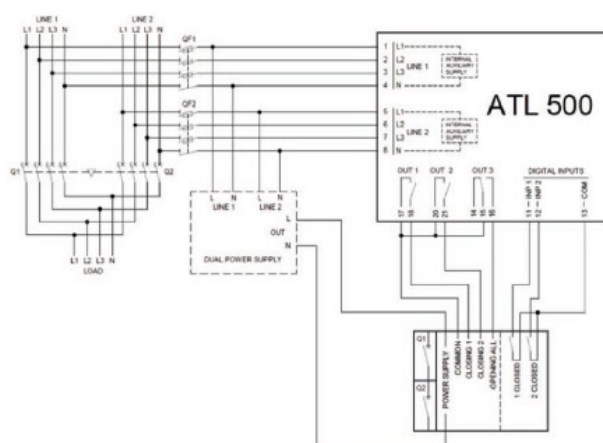 LINE 1 LINE 2
L1 L2 L3 N L1 L2 L3 N
QF1
QF2
1 L1
2 L2 LINE 1
3 L3
4 N
INTERNAL
AUXILIARY
SUPPLY
5 L1
6 L2 LINE 2
7 L3
8 N
INTERNAL
AUXILIARY
SUPPLY
ATL 500
OUT 1 OUT 2 OUT 3 DIGITAL INPUTS
17 18 20 21 14 15 16 11 INP 1 12 INP 2 13 COM
Q1 Q2
L1 L2 L3 N
LOAD
L N L N
LINE 1 LINE 2
L
OUT
N
DUAL POWER SUPPLY
Q1
Q2
POWER SUPPLY
COMMON
CLOSING 1
CLOSING 2
OPENING ALL
1 CLOSED
2 CLOSED